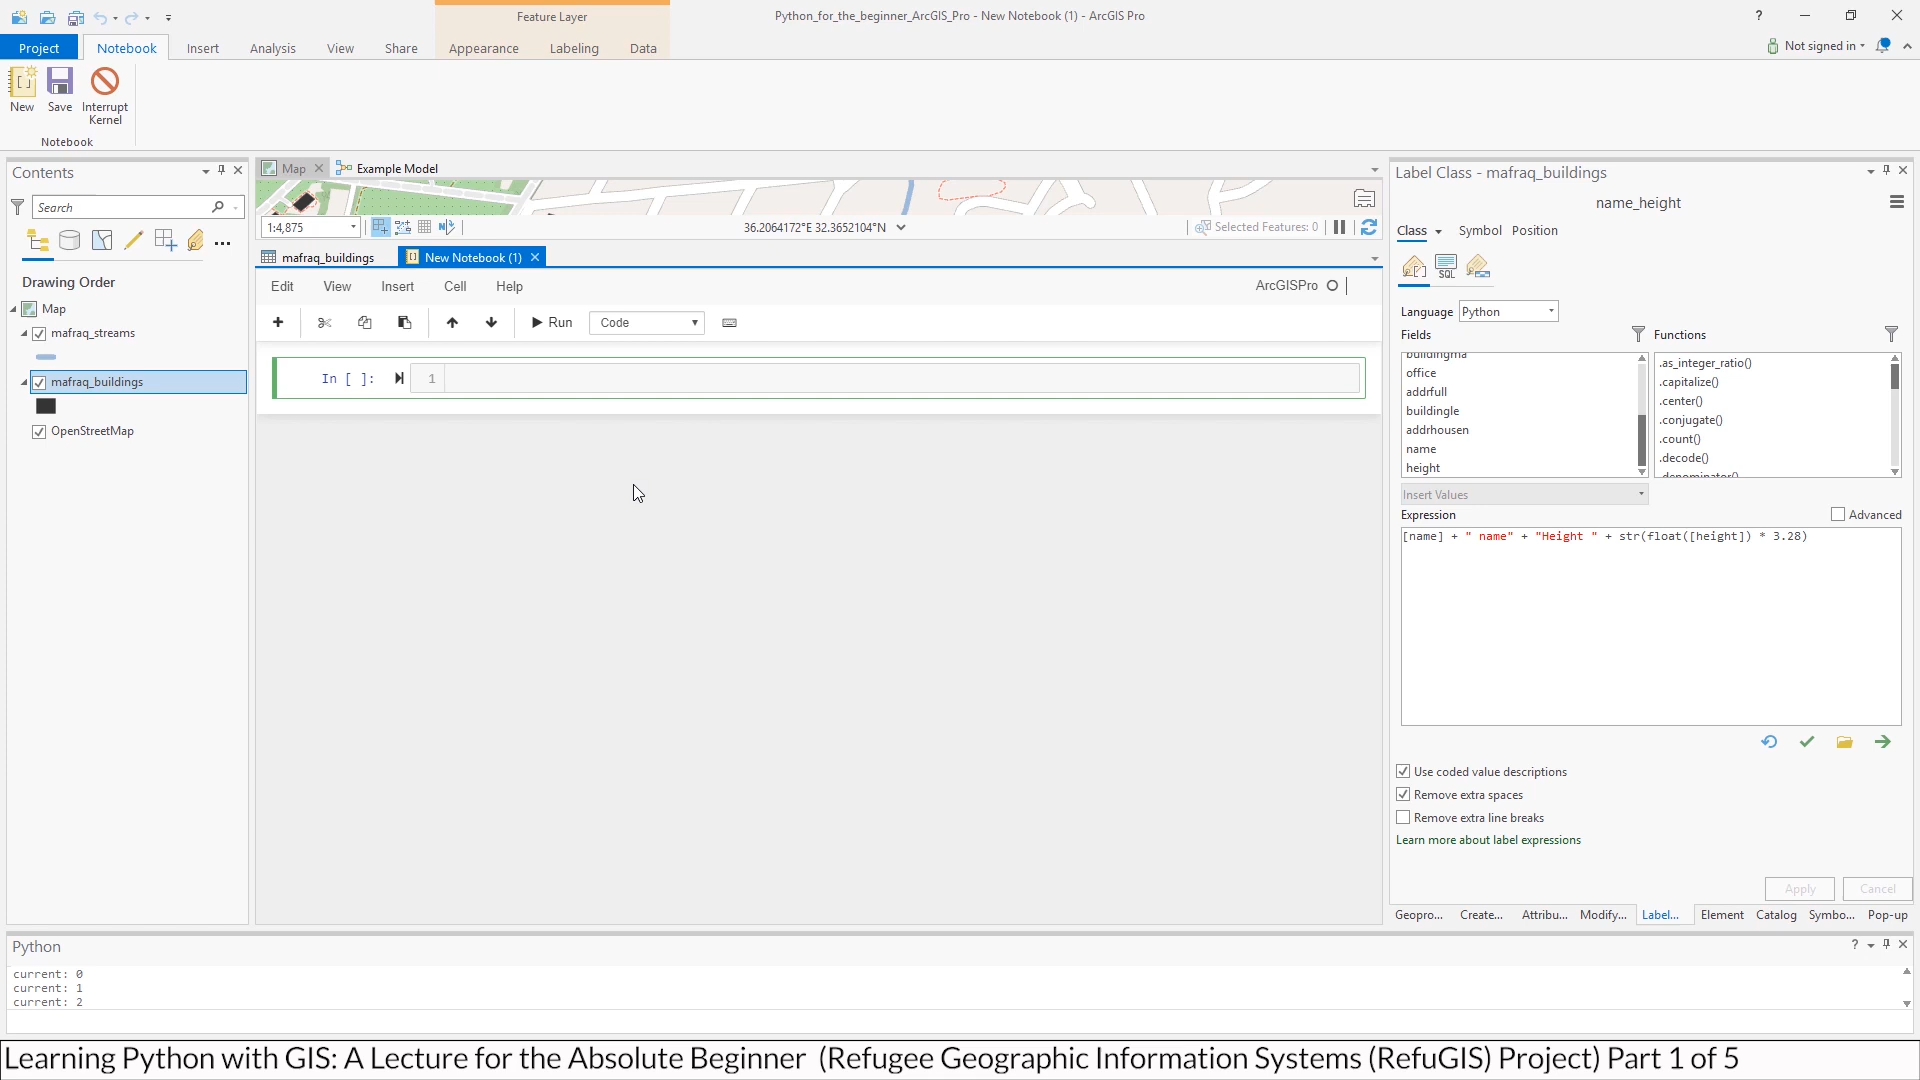 Feature Layer
Python_for_the_beginner_ArcGIS_Pro - New Notebook (1) - ArcGIS Pro
?
Project Notebook Insert Analysis View Share Appearance Labeling Data
Not signed in
New Save Interrupt Kernel
Notebook
Contents
Search
Drawing Order
Map
mafraq_streams
mafraq_buildings
OpenStreetMap
Map Example Model
1:4,875
36.2064172°E 32.3652104°N
Selected Features: 0
mafraq_buildings New Notebook (1)
Edit View Insert Cell Help
ArcGISPro
Run Code
In [ ]: 1
Label Class - mafraq_buildings
name_height
Class Symbol Position
SQL
Language Python
Fields Functions
buildingma
office
addrfull
buildingle
addrhousen
name
height
.as_integer_ratio()
.capitalize()
.center()
.conjugate()
.count()
.decode()
.denominator()
Insert Values
Expression Advanced
[name] + " name" + "Height " + str(float([height]) * 3.28)
Use coded value descriptions
Remove extra spaces
Remove extra line breaks
Learn more about label expressions
Apply Cancel
Geopro... Create... Attribu... Modify... Label... Element Catalog Symbo... Pop-up
Python
?
current: 0
current: 1
current: 2
Learning Python with GIS: A Lecture for the Absolute Beginner (Refugee Geographic Information Systems (RefuGIS) Project) Part 1 of 5